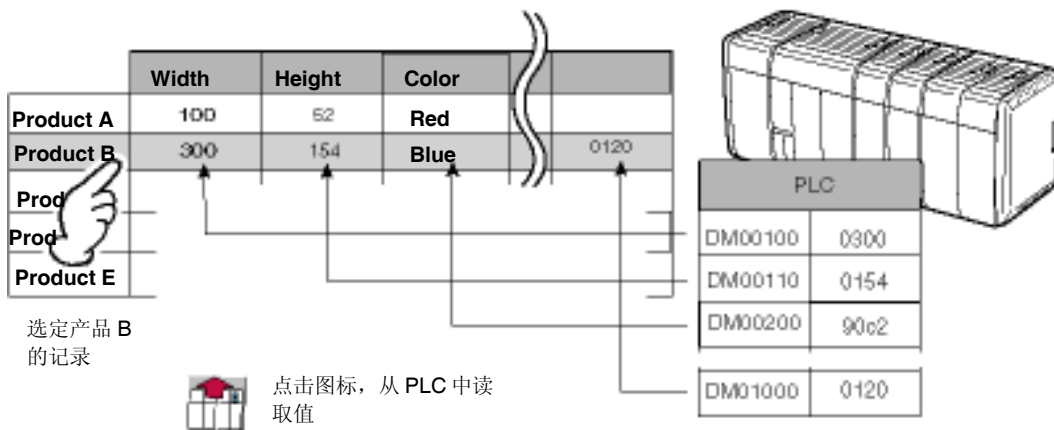 Width Height Color
Product A 100 52 Red
Product B 300 154 Blue 0120
Prod
Prod
Product E
PLC
DM00100 0300
DM00110 0154
DM00200 90c2
DM01000 0120
选定产品 B
的记录
点击图标，从 PLC 中读
取值